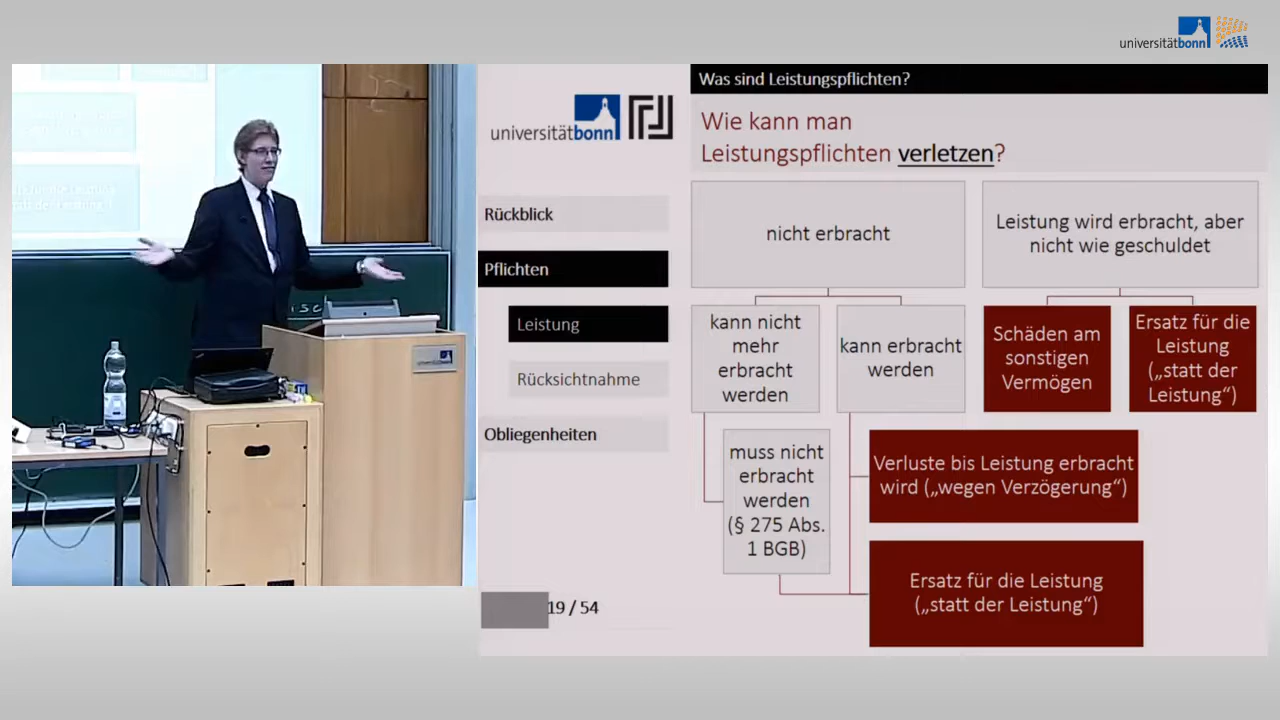 universitätbonn
Was sind Leistungspflichten?
universitätbonn
Wie kann man
Leistungspflichten verletzen?
Rückblick
Pflichten
Leistung
Rücksichtnahme
Obliegenheiten
19 / 54
nicht erbracht
Leistung wird erbracht, aber
nicht wie geschuldet
kann nicht
mehr
erbracht
werden
kann erbracht
werden
Schäden am
sonstigen
Vermögen
Ersatz für die
Leistung
(„statt der
Leistung“)
muss nicht
erbracht
werden
(§ 275 Abs.
1 BGB)
Verluste bis Leistung erbracht
wird („wegen Verzögerung“)
Ersatz für die Leistung
(„statt der Leistung“)